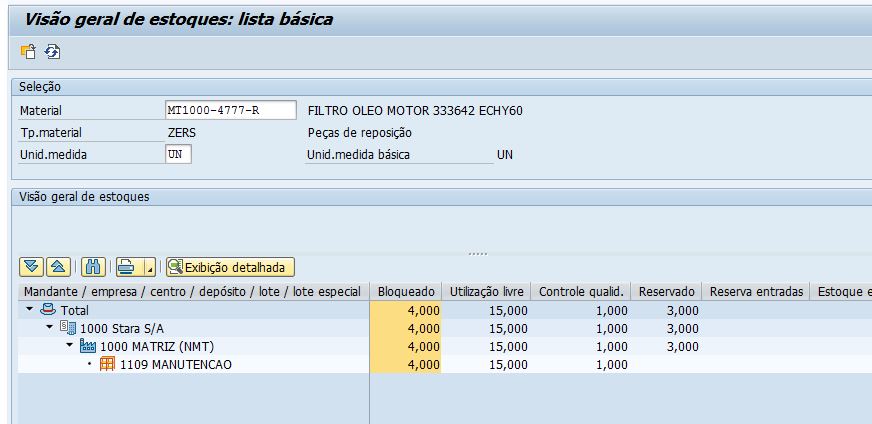 Visão geral de estoques: lista básica
Seleção
Material MT1000-4777-R FILTRO OLEO MOTOR 333642 ECHY60
Tp.material ZERS Peças de reposição
Unid.medida UN Unid.medida básica UN
Visão geral de estoques
Exibição detalhada
Mandante / empresa / centro / depósito / lote / lote especial Bloqueado Utilização livre Controle qualid. Reservado Reserva entradas Estoque e
Total 4,000 15,000 1,000 3,000
1000 Stara S/A 4,000 15,000 1,000 3,000
1000 MATRIZ (NMT) 4,000 15,000 1,000 3,000
1109 MANUTENCAO 4,000 15,000 1,000